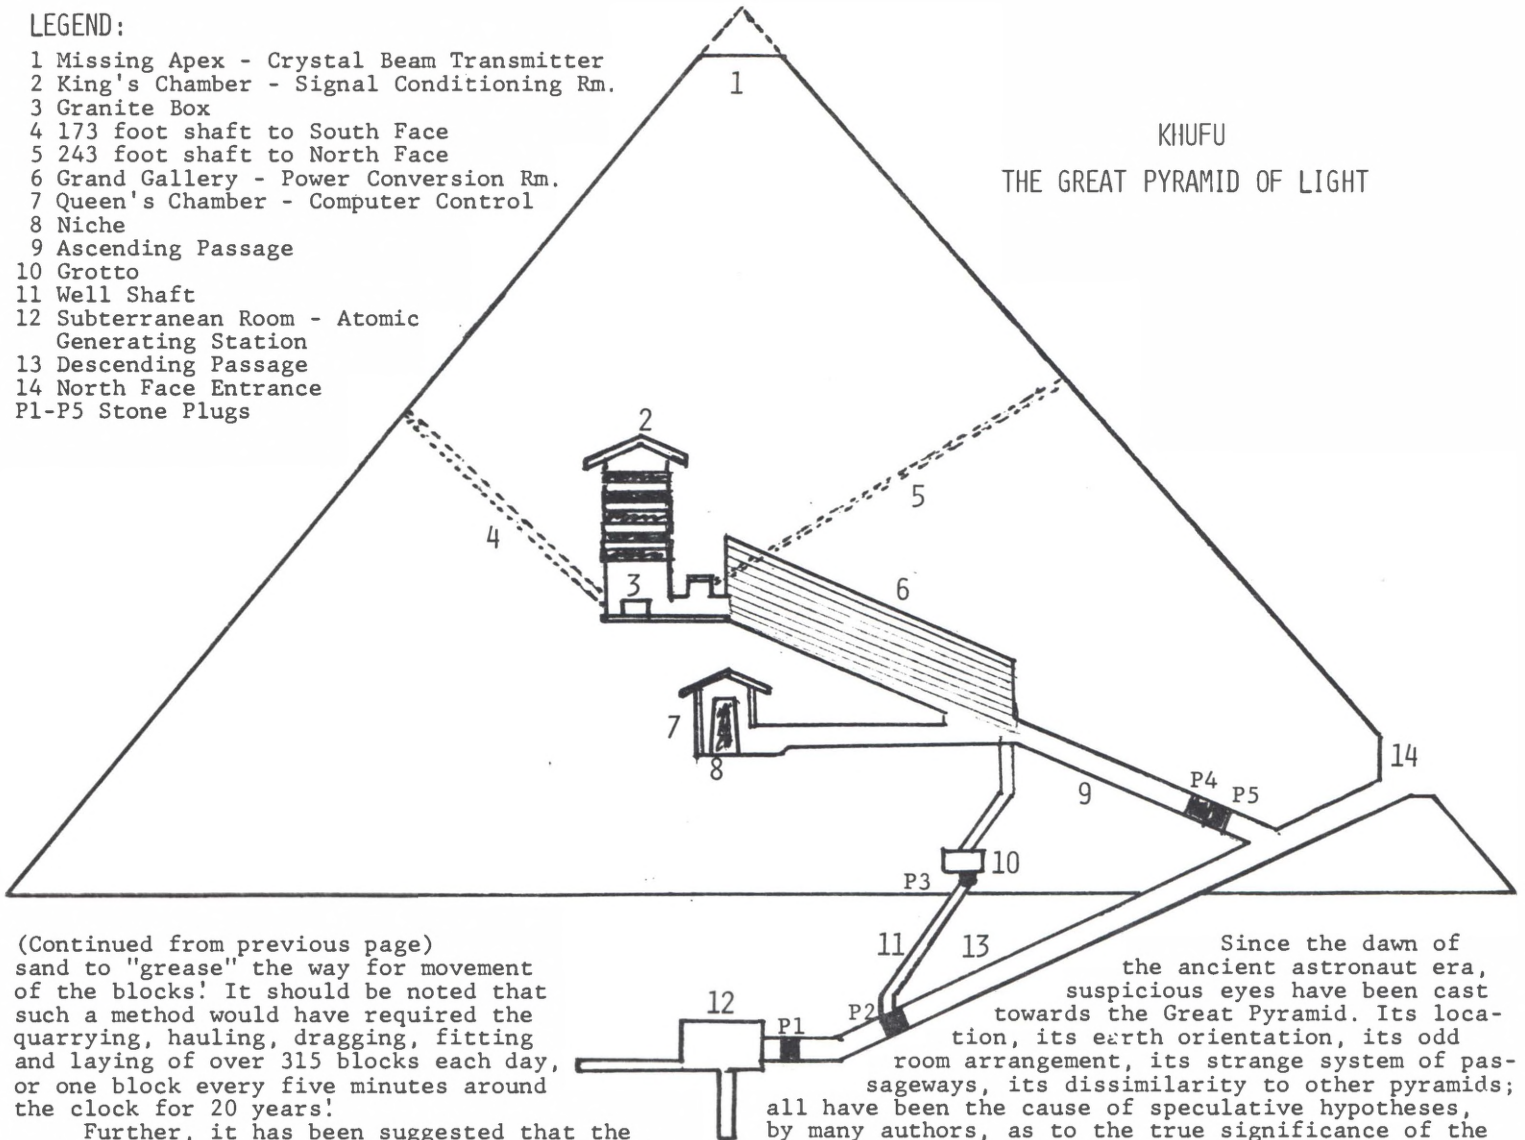 LEGEND:
1 Missing Apex - Crystal Beam Transmitter
2 King's Chamber - Signal Conditioning Rm.
3 Granite Box
4 173 foot shaft to South Face
5 243 foot shaft to North Face
6 Grand Gallery - Power Conversion Rm.
7 Queen's Chamber - Computer Control
8 Niche
9 Ascending Passage
10 Grotto
11 Well Shaft
12 Subterranean Room - Atomic
Generating Station
13 Descending Passage
14 North Face Entrance
P1-P5 Stone Plugs
KHUFU
THE GREAT PYRAMID OF LIGHT
1
2
3
4
5
6
7
8
9
P4
P5
14
10
P3
11
13
12
P1
P2
(Continued from previous page)
sand to "grease" the way for movement
of the blocks! It should be noted that
such a method would have required the
quarrying, hauling, dragging, fitting
and laying of over 315 blocks each day,
or one block every five minutes around
the clock for 20 years!
Further, it has been suggested that the
Since the dawn of
the ancient astronaut era,
suspicious eyes have been cast
towards the Great Pyramid. Its loca-
tion, its earth orientation, its odd
room arrangement, its strange system of pas-
sageways, its dissimilarity to other pyramids;
all have been the cause of speculative hypotheses,
by many authors, as to the true significance of the